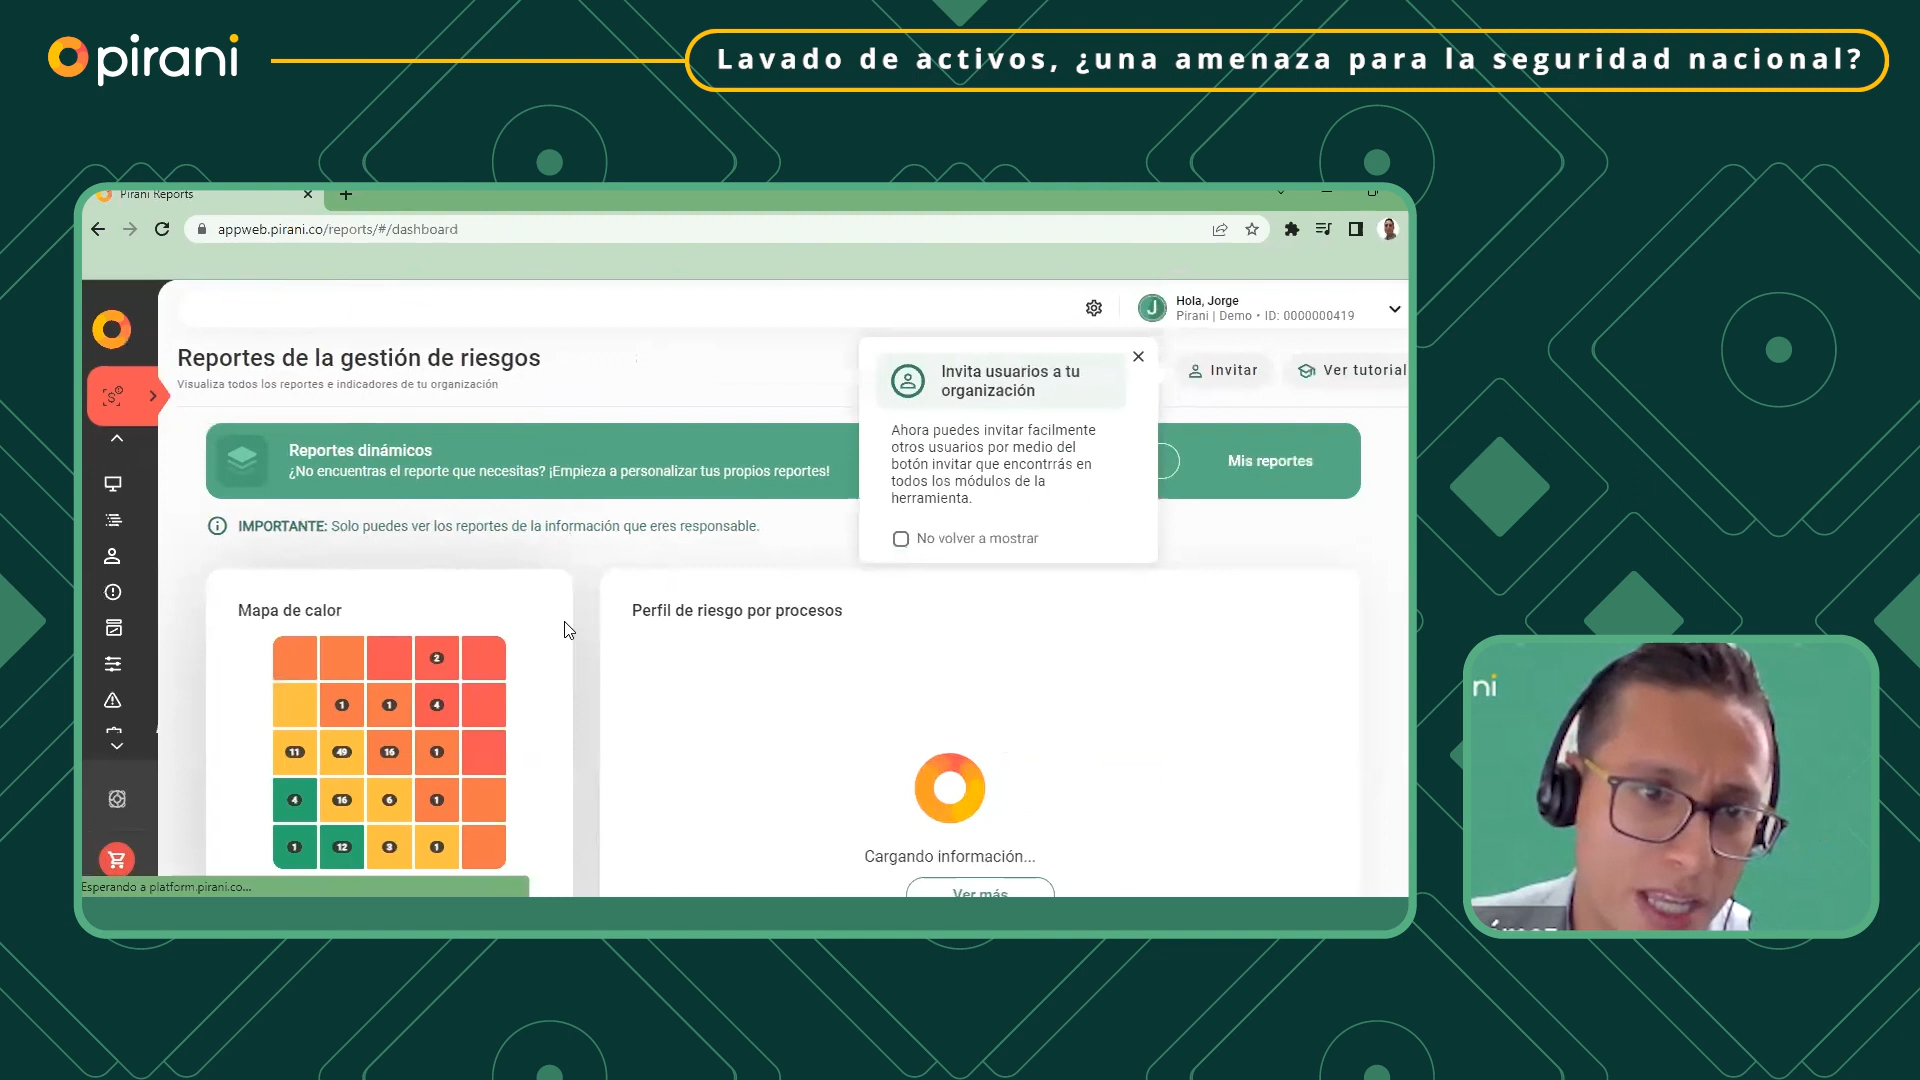 pirani
Lavado de activos, ¿una amenaza para la seguridad nacional?
Pirani Reports
appweb.pirani.co/reports/#/dashboard
Hola, Jorge
J
Pirani | Demo • ID: 0000000419
Reportes de la gestión de riesgos
Visualiza todos los reportes e indicadores de tu organización
Invita usuarios a tu
organización
Invitar
Ver tutorial
Ahora puedes invitar facilmente
otros usuarios por medio del
botón invitar que encontrrás en
todos los módulos de la
herramienta.
No volver a mostrar
Reportes dinámicos
¿No encuentras el reporte que necesitas? ¡Empieza a personalizar tus propios reportes!
Mis reportes
IMPORTANTE: Solo puedes ver los reportes de la información que eres responsable.
Mapa de calor
2
1 1 4
11 49 16 1
4 16 6 1
1 12 3 1
Perfil de riesgo por procesos
Cargando información...
Ver más
Esperando a platform.pirani.co...
ni